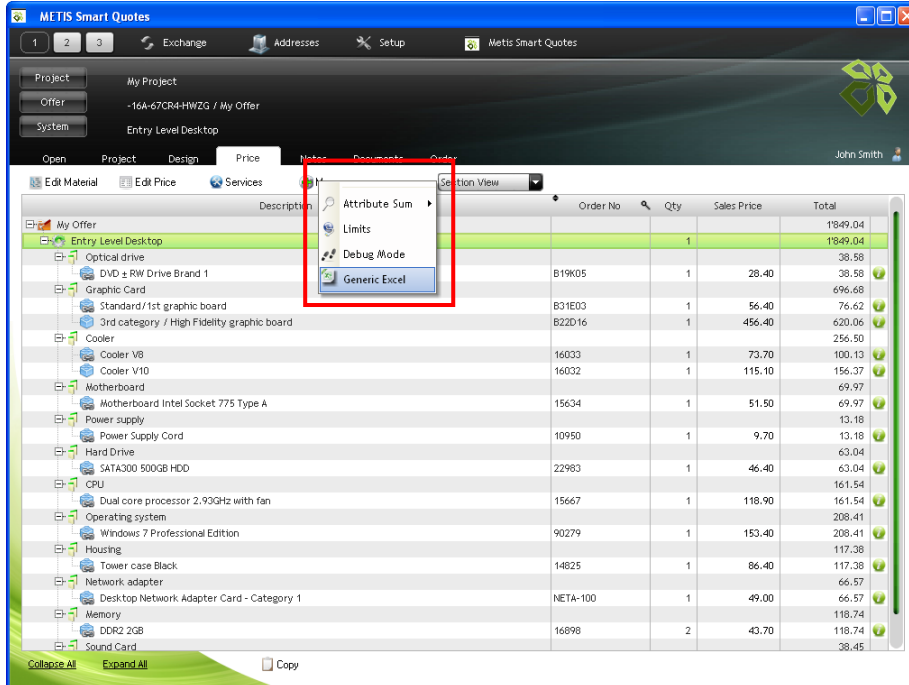 METIS Smart Quotes
1 2 3 Exchange Addresses Setup Metis Smart Quotes
Project My Project
Offer -16A-67CR4-HWZG / My Offer
System Entry Level Desktop
John Smith
Open Project Design Price Notes Documents Order
Edit Material Edit Price Services Section View
Description Order No Qty Sales Price Total
Attribute Sum
Limits
Debug Mode
Generic Excel
My Offer 1'849.04
Entry Level Desktop 1 1'849.04
Optical drive 38.58
DVD ± RW Drive Brand 1 B19K05 1 28.40 38.58
Graphic Card 696.68
Standard/1st graphic board B31E03 1 56.40 76.62
3rd category / High Fidelity graphic board B22D16 1 456.40 620.06
Cooler 256.50
Cooler V8 16033 1 73.70 100.13
Cooler V10 16032 1 115.10 156.37
Motherboard 69.97
Motherboard Intel Socket 775 Type A 15634 1 51.50 69.97
Power supply 13.18
Power Supply Cord 10950 1 9.70 13.18
Hard Drive 63.04
SATA300 500GB HDD 22983 1 46.40 63.04
CPU 161.54
Dual core processor 2.93GHz with fan 15667 1 118.90 161.54
Operating system 208.41
Windows 7 Professional Edition 90279 1 153.40 208.41
Housing 117.38
Tower case Black 14825 1 86.40 117.38
Network adapter 66.57
Desktop Network Adapter Card - Category 1 NETA-100 1 49.00 66.57
Memory 118.74
DDR2 2GB 16898 2 43.70 118.74
Sound Card 38.45
Collapse All Expand All Copy